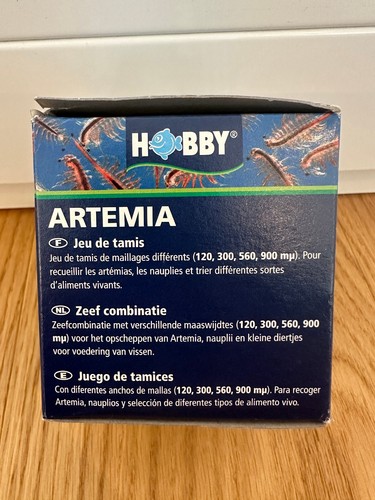 HOBBY®
ARTEMIA
F Jeu de tamis
Jeu de tamis de maillages différents (120, 300, 560, 900 mµ). Pour
recueillir les artémias, les nauplies et trier différentes sortes
d'aliments vivants.
NL Zeef combinatie
Zeefcombinatie met verschillende maaswijdtes (120, 300, 560, 900
mµ) voor het opscheppen van Artemia, nauplii en kleine diertjes
voor voedering van vissen.
E Juego de tamices
Con diferentes anchos de mallas (120, 300, 560, 900 mµ). Para recoger
Artemia, nauplios y selección de diferentes tipos de alimento vivo.